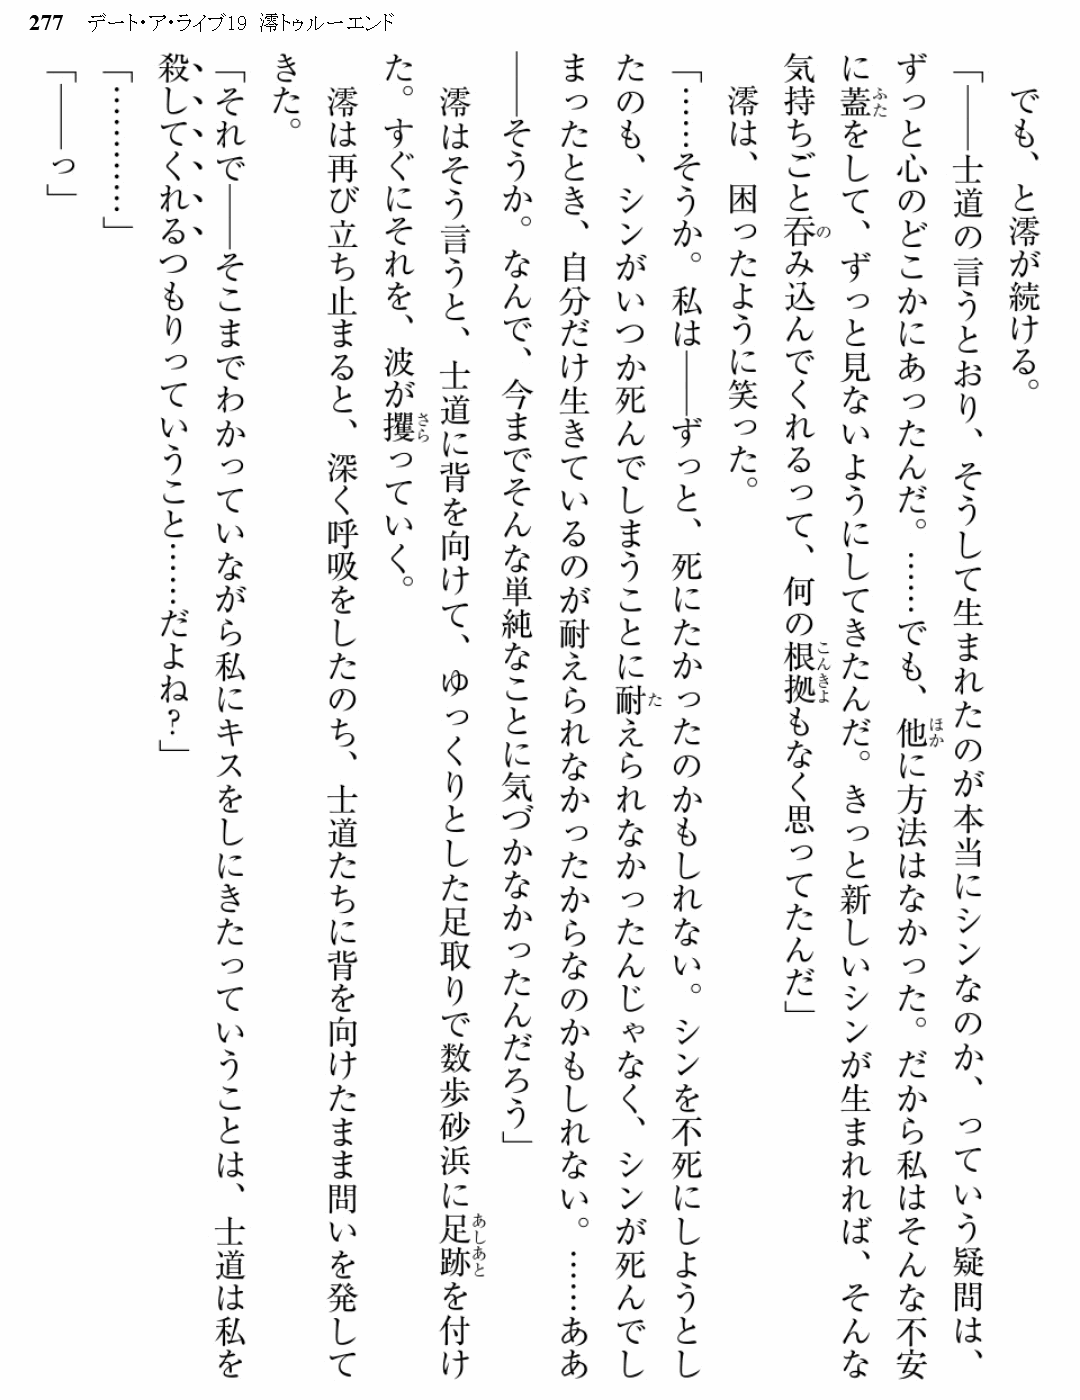 277 デート・ア・ライブ19 澪トゥルーエンド
でも、と澪が続ける。
「――士道の言うとおり、そうして生まれたのが本当にシンなのか、っていう疑問は、
ずっと心のどこかにあったんだ。……でも、他に方法はなかった。だから私はそんな不安
ほか
に蓋をして、ずっと見ないようにしてきたんだ。きっと新しいシンが生まれれば、そんな
ふた
気持ちごと呑み込んでくれるって、何の根拠もなく思ってたんだ」
の
こんきよ
澪は、困ったように笑った。
「……そうか。私は――ずっと、死にたかったのかもしれない。シンを不死にしようとし
たのも、シンがいつか死んでしまうことに耐えられなかったんじゃなく、シンが死んでし
た
まったとき、自分だけ生きているのが耐えられなかったからなのかもしれない。……ああ
――そうか。なんで、今までそんな単純なことに気づかなかったんだろう」
澪はそう言うと、士道に背を向けて、ゆっくりとした足取りで数歩砂浜に足跡を付け
あしあと
た。すぐにそれを、波が攫っていく。
さら
澪は再び立ち止まると、深く呼吸をしたのち、士道たちに背を向けたまま問いを発して
きた。
「それで――そこまでわかっていながら私にキスをしにきたっていうことは、士道は私を
殺してくれるつもりっていうこと……だよね?」
「…………」
「――っ」